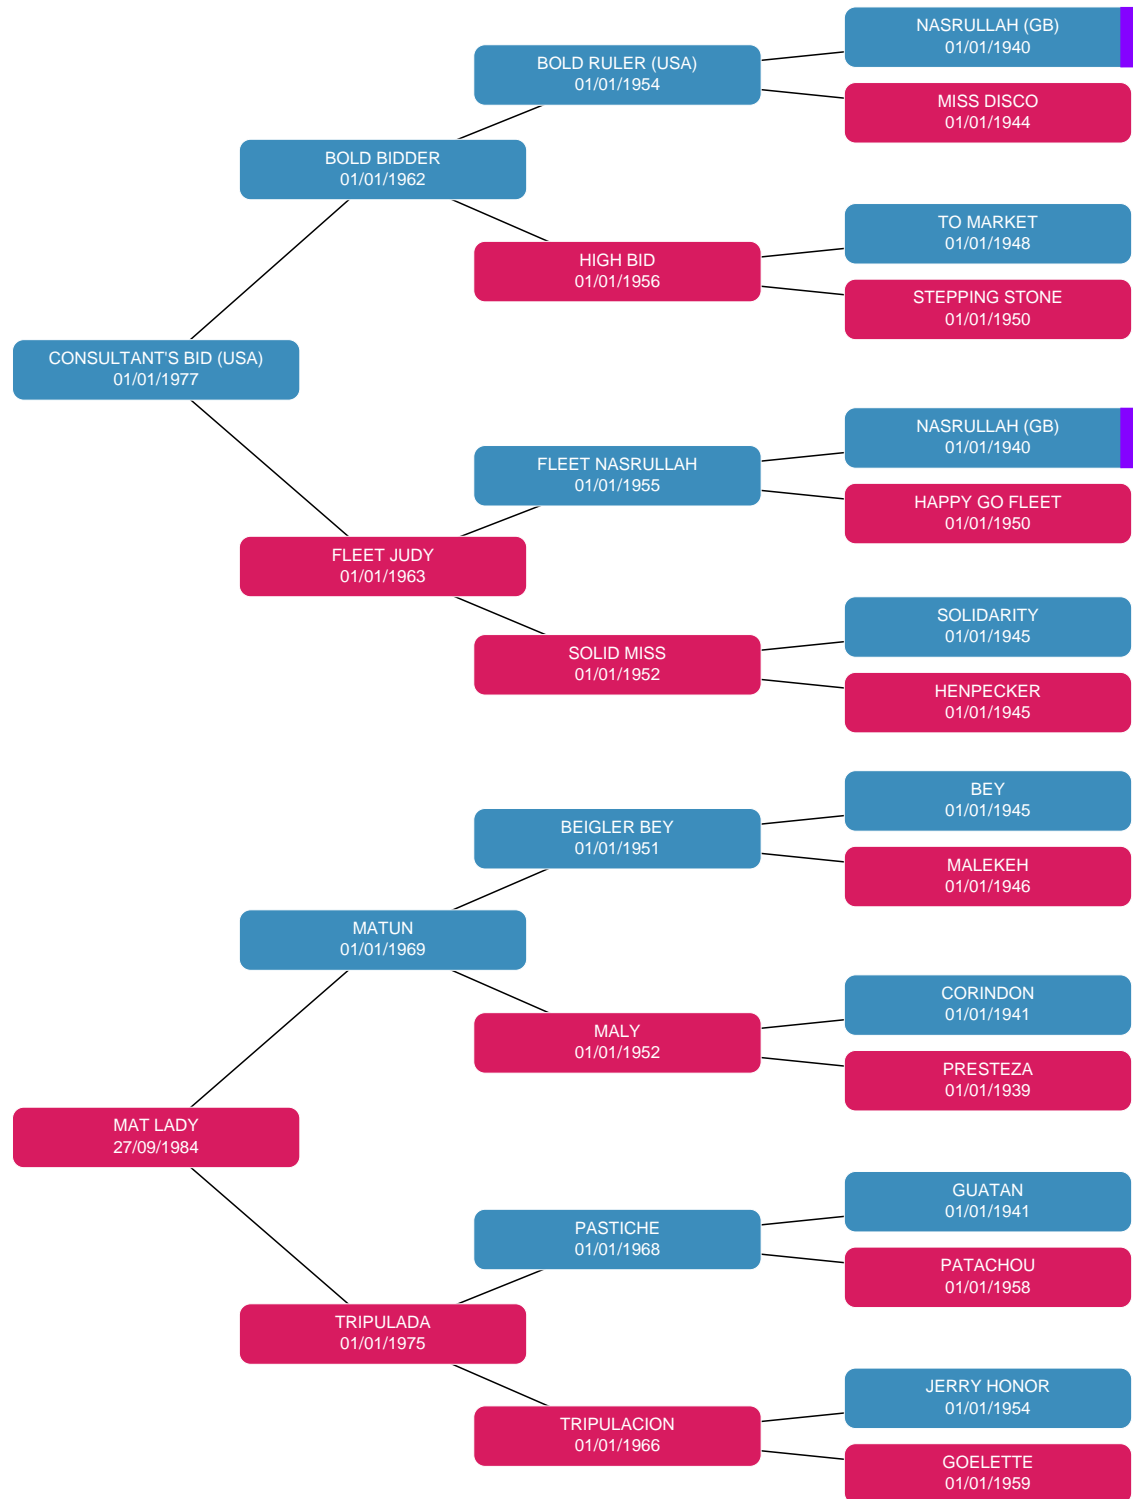 NASRULLAH (GB)
01/01/1940
BOLD RULER (USA)
01/01/1954
MISS DISCO
01/01/1944
BOLD BIDDER
01/01/1962
TO MARKET
01/01/1948
HIGH BID
01/01/1956
STEPPING STONE
01/01/1950
CONSULTANT'S BID (USA)
01/01/1977
NASRULLAH (GB)
01/01/1940
FLEET NASRULLAH
01/01/1955
HAPPY GO FLEET
01/01/1950
FLEET JUDY
01/01/1963
SOLIDARITY
01/01/1945
SOLID MISS
01/01/1952
HENPECKER
01/01/1945
BEY
01/01/1945
BEIGLER BEY
01/01/1951
MALEKEH
01/01/1946
MATUN
01/01/1969
CORINDON
01/01/1941
MALY
01/01/1952
PRESTEZA
01/01/1939
MAT LADY
27/09/1984
GUATAN
01/01/1941
PASTICHE
01/01/1968
PATACHOU
01/01/1958
TRIPULADA
01/01/1975
JERRY HONOR
01/01/1954
TRIPULACION
01/01/1966
GOELETTE
01/01/1959